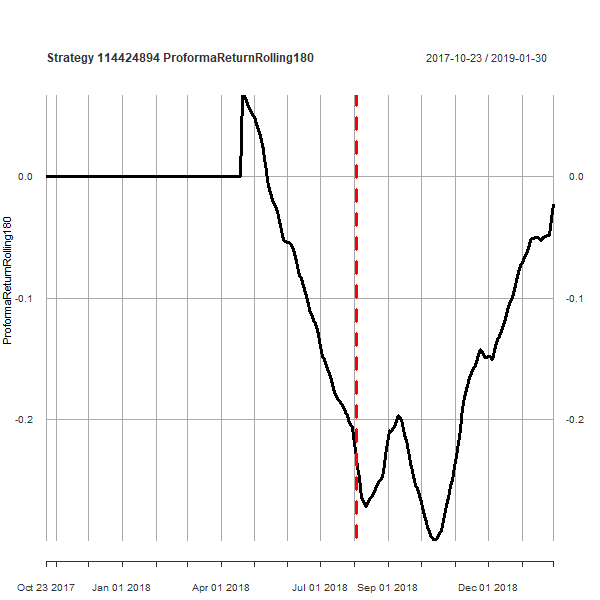 Strategy 114424894 ProformaReturnRolling180
2017-10-23 / 2019-01-30
ProformaReturnRolling180
0.0
-0.1
-0.2
0.0
-0.1
-0.2
Oct 23 2017
Jan 01 2018
Apr 01 2018
Jul 01 2018
Sep 01 2018
Dec 01 2018